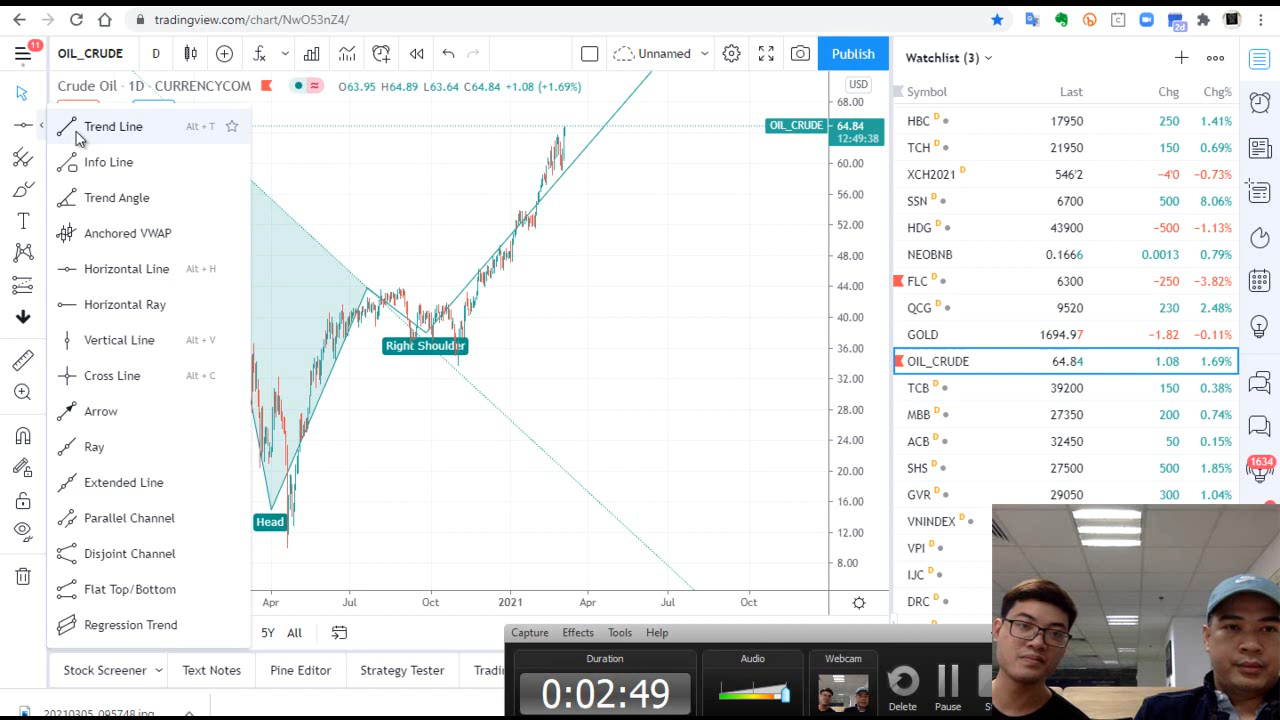 tradingview.com/chart/NwO53nZ4/
2d
11
OIL_CRUDE
D
Unnamed
Publish
Watchlist (3)
Crude Oil · 1D · CURRENCYCOM
O63.95 H64.89 L63.64 C64.84 +1.08 (+1.69%)
USD
Symbol Last Chg Chg%
68.00
OIL_CRUDE 64.84
12:49:38
60.00
56.00
52.00
48.00
44.00
40.00
36.00
32.00
28.00
24.00
20.00
16.00
12.00
8.00
Trend Line Alt + T
Info Line
Trend Angle
Anchored VWAP
Horizontal Line Alt + H
Horizontal Ray
Vertical Line Alt + V
Cross Line Alt + C
Arrow
Ray
Extended Line
Parallel Channel
Disjoint Channel
Flat Top/Bottom
Regression Trend
Right Shoulder
Head
Apr Jul Oct 2021 Apr Jul Oct
HBC D 17950 250 1.41%
TCH D 21950 150 0.69%
XCH2021 D 546'2 −4'0 −0.73%
SSN D 6700 500 8.06%
HDG D 43900 −500 −1.13%
NEOBNB 0.1666 0.0013 0.79%
FLC D 6300 −250 −3.82%
QCG D 9520 230 2.48%
GOLD 1694.97 −1.82 −0.11%
OIL_CRUDE 64.84 1.08 1.69%
TCB D 39200 150 0.38%
MBB D 27350 200 0.74%
ACB D 32450 50 0.15%
SHS D 27500 500 1.85%
GVR D 29050 300 1.04%
VNINDEX D
VPI D
IJC D
DRC D
1634
5Y All
Stock Screener Text Notes Pine Editor Strategy Tester
20210305_095748.jpg
Capture Effects Tools Help
Duration Audio Webcam
0:02:49
Delete Pause